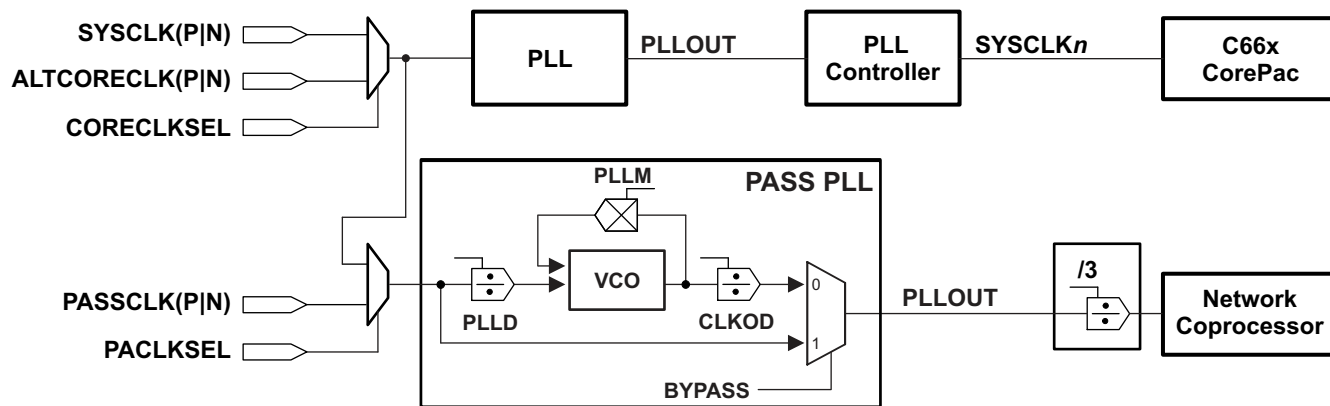 SYSCLK(P|N)
ALTCORECLK(P|N)
CORECLKSEL
PLL
PLLOUT
PLL
Controller
SYSCLKn
C66x
CorePac
PASS PLL
PLLM
VCO
PLLD
CLKOD
0
1
BYPASS
PASSCLK(P|N)
PACLKSEL
PLLOUT
/3
Network
Coprocessor